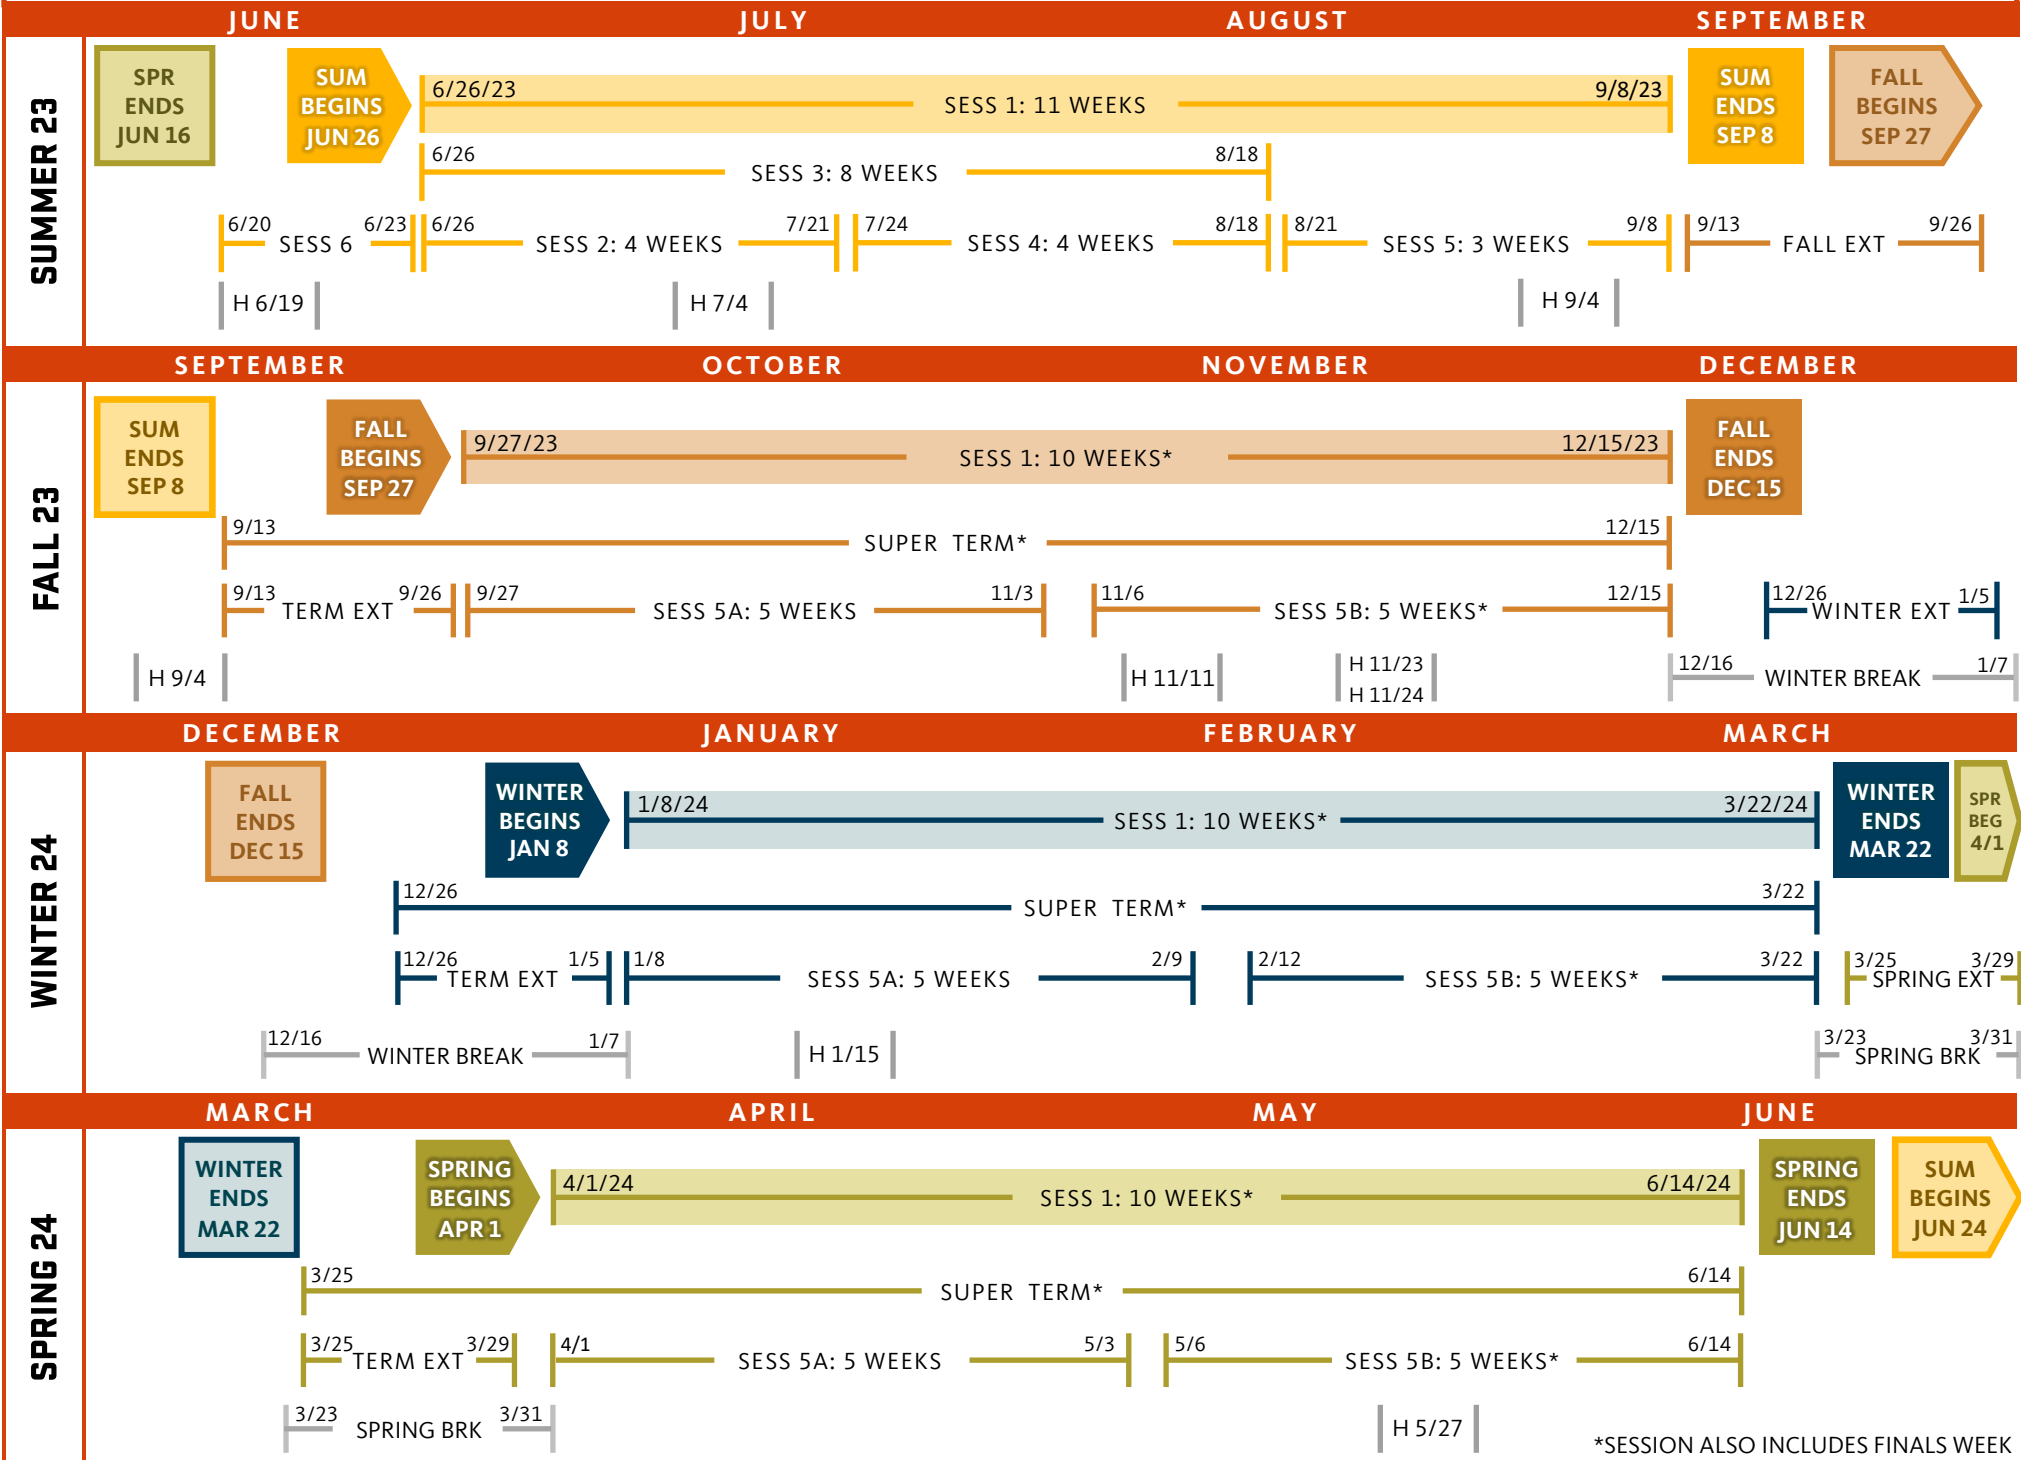 JUNE JULY AUGUST SEPTEMBER
SUMMER 23
SPR
ENDS
JUN 16
SUM
BEGINS
JUN 26
6/26/23 SESS 1: 11 WEEKS 9/8/23
SUM
ENDS
SEP 8
FALL
BEGINS
SEP 27
6/26 SESS 3: 8 WEEKS 8/18
6/20 SESS 6 6/23 6/26 SESS 2: 4 WEEKS 7/21 7/24 SESS 4: 4 WEEKS 8/18 8/21 SESS 5: 3 WEEKS 9/8 9/13 FALL EXT 9/26
H 6/19 H 7/4 H 9/4
SEPTEMBER OCTOBER NOVEMBER DECEMBER
FALL 23
SUM
ENDS
SEP 8
FALL
BEGINS
SEP 27
9/27/23 SESS 1: 10 WEEKS* 12/15/23
FALL
ENDS
DEC 15
9/13 SUPER TERM* 12/15
9/13 TERM EXT 9/26 9/27 SESS 5A: 5 WEEKS 11/3 11/6 SESS 5B: 5 WEEKS* 12/15 12/26 WINTER EXT 1/5
H 9/4 H 11/11 H 11/23
H 11/24
12/16 WINTER BREAK 1/7
DECEMBER JANUARY FEBRUARY MARCH
WINTER 24
FALL
ENDS
DEC 15
WINTER
BEGINS
JAN 8
1/8/24 SESS 1: 10 WEEKS* 3/22/24
WINTER
ENDS
MAR 22
SPR
BEG
4/1
12/26 SUPER TERM* 3/22
12/26 TERM EXT 1/5 1/8 SESS 5A: 5 WEEKS 2/9 2/12 SESS 5B: 5 WEEKS* 3/22 3/25 SPRING EXT 3/29
12/16 WINTER BREAK 1/7 H 1/15 3/23 SPRING BRK 3/31
MARCH APRIL MAY JUNE
SPRING 24
WINTER
ENDS
MAR 22
SPRING
BEGINS
APR 1
4/1/24 SESS 1: 10 WEEKS* 6/14/24
SPRING
ENDS
JUN 14
SUM
BEGINS
JUN 24
3/25 SUPER TERM* 6/14
3/25 TERM EXT 3/29 4/1 SESS 5A: 5 WEEKS 5/3 5/6 SESS 5B: 5 WEEKS* 6/14
3/23 SPRING BRK 3/31 H 5/27
*SESSION ALSO INCLUDES FINALS WEEK